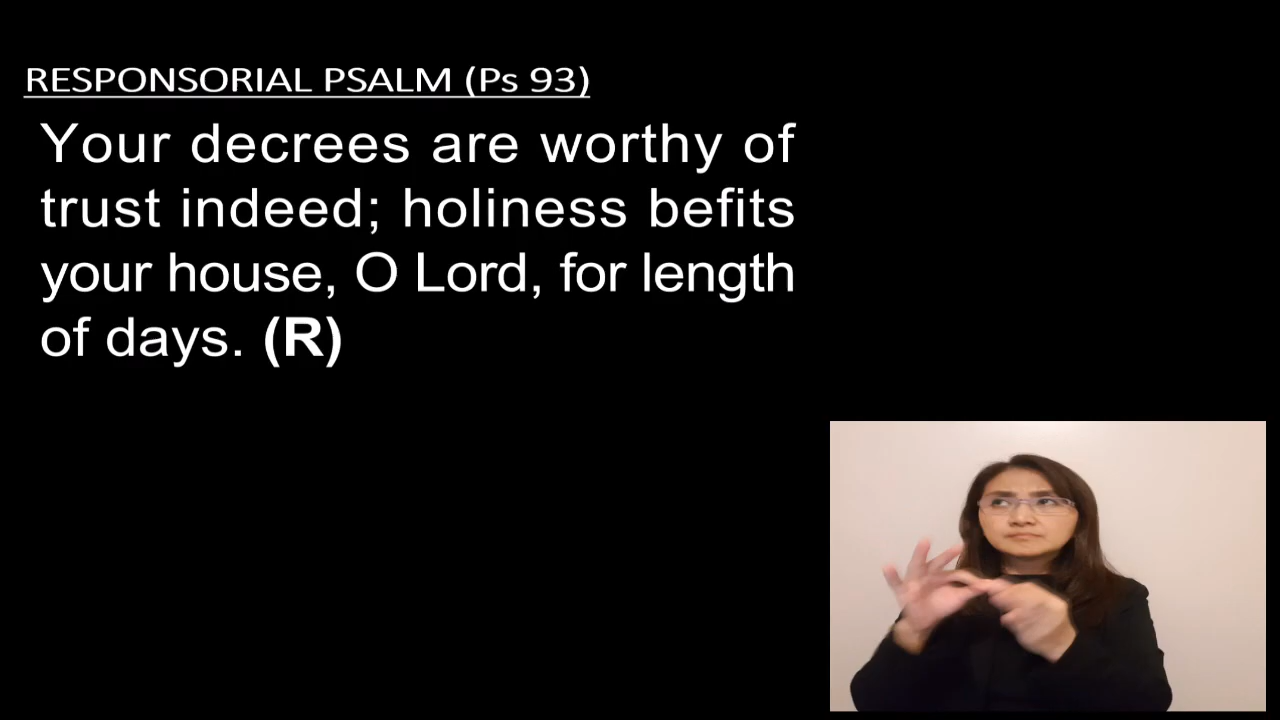 RESPONSORIAL PSALM (Ps 93)
Your decrees are worthy of
trust indeed; holiness befits
your house, O Lord, for length
of days. (R)